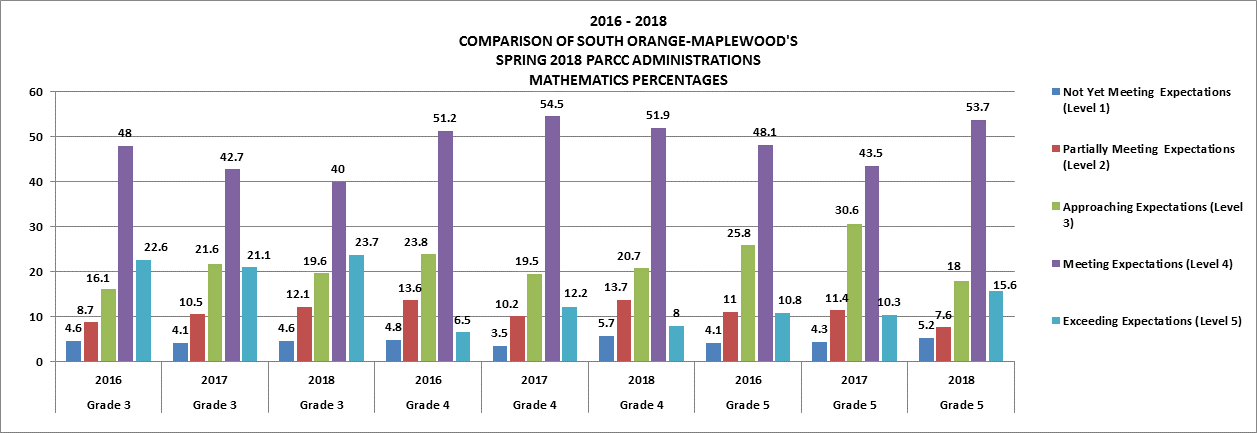 2016 - 2018
COMPARISON OF SOUTH ORANGE-MAPLEWOOD'S
SPRING 2018 PARCC ADMINISTRATIONS
MATHEMATICS PERCENTAGES
60
50
40
30
20
10
0
4.6 8.7 16.1 48 22.6
4.1 10.5 21.6 42.7 21.1
4.6 12.1 19.6 40 23.7
4.8 13.6 23.8 51.2 6.5
3.5 10.2 19.5 54.5 12.2
5.7 13.7 20.7 51.9 8
4.1 11 25.8 48.1 10.8
4.3 11.4 30.6 43.5 10.3
5.2 7.6 18 53.7 15.6
2016 2017 2018 2016 2017 2018 2016 2017 2018
Grade 3 Grade 3 Grade 3 Grade 4 Grade 4 Grade 4 Grade 5 Grade 5 Grade 5
Not Yet Meeting Expectations
(Level 1)
Partially Meeting Expectations
(Level 2)
Approaching Expectations (Level
3)
Meeting Expectations (Level 4)
Exceeding Expectations (Level 5)